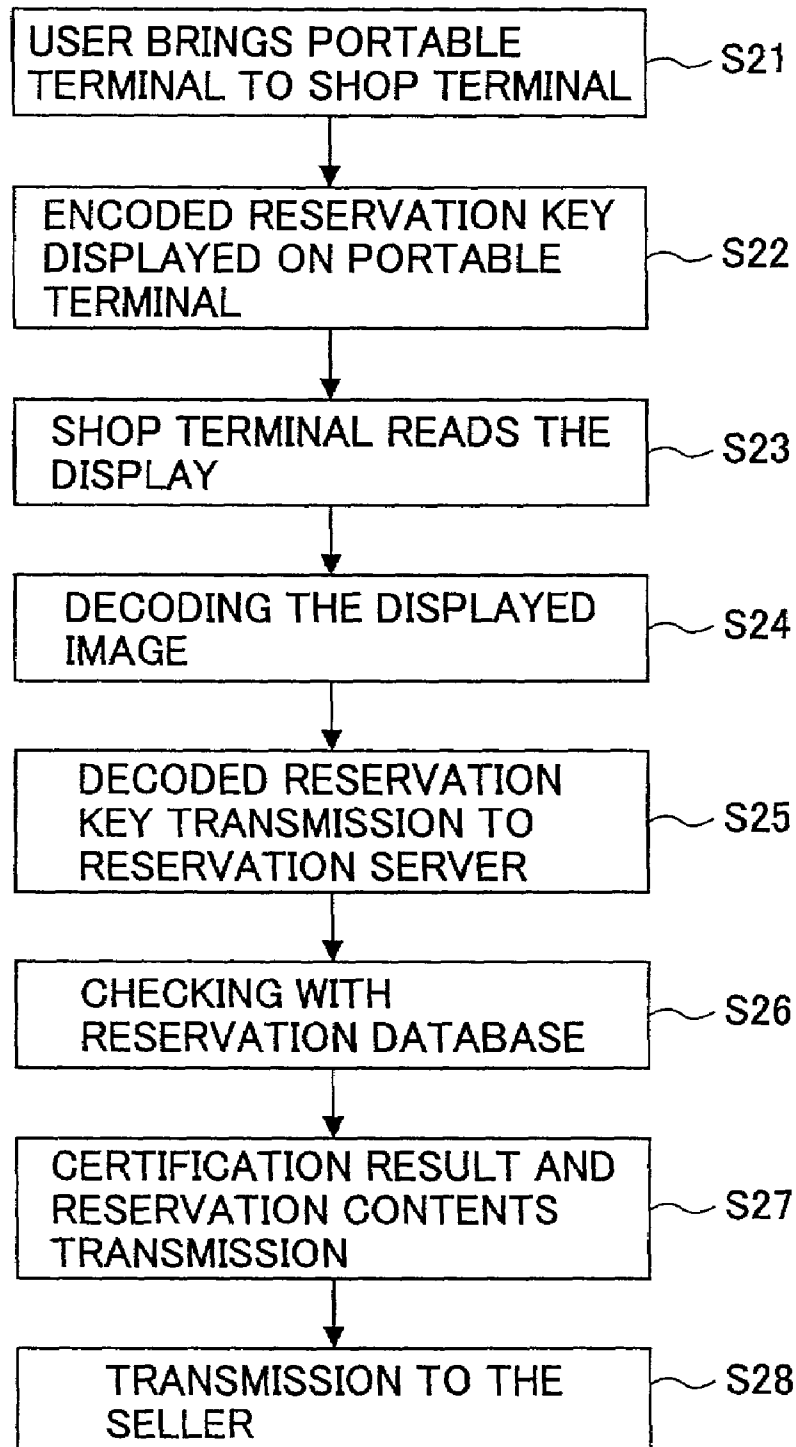 USER BRINGS PORTABLE
TERMINAL TO SHOP TERMINAL
S21
ENCODED RESERVATION KEY
DISPLAYED ON PORTABLE
TERMINAL
S22
SHOP TERMINAL READS THE
DISPLAY
S23
DECODING THE DISPLAYED
IMAGE
S24
DECODED RESERVATION
KEY TRANSMISSION TO
RESERVATION SERVER
S25
CHECKING WITH
RESERVATION DATABASE
S26
CERTIFICATION RESULT AND
RESERVATION CONTENTS
TRANSMISSION
S27
TRANSMISSION TO THE
SELLER
S28